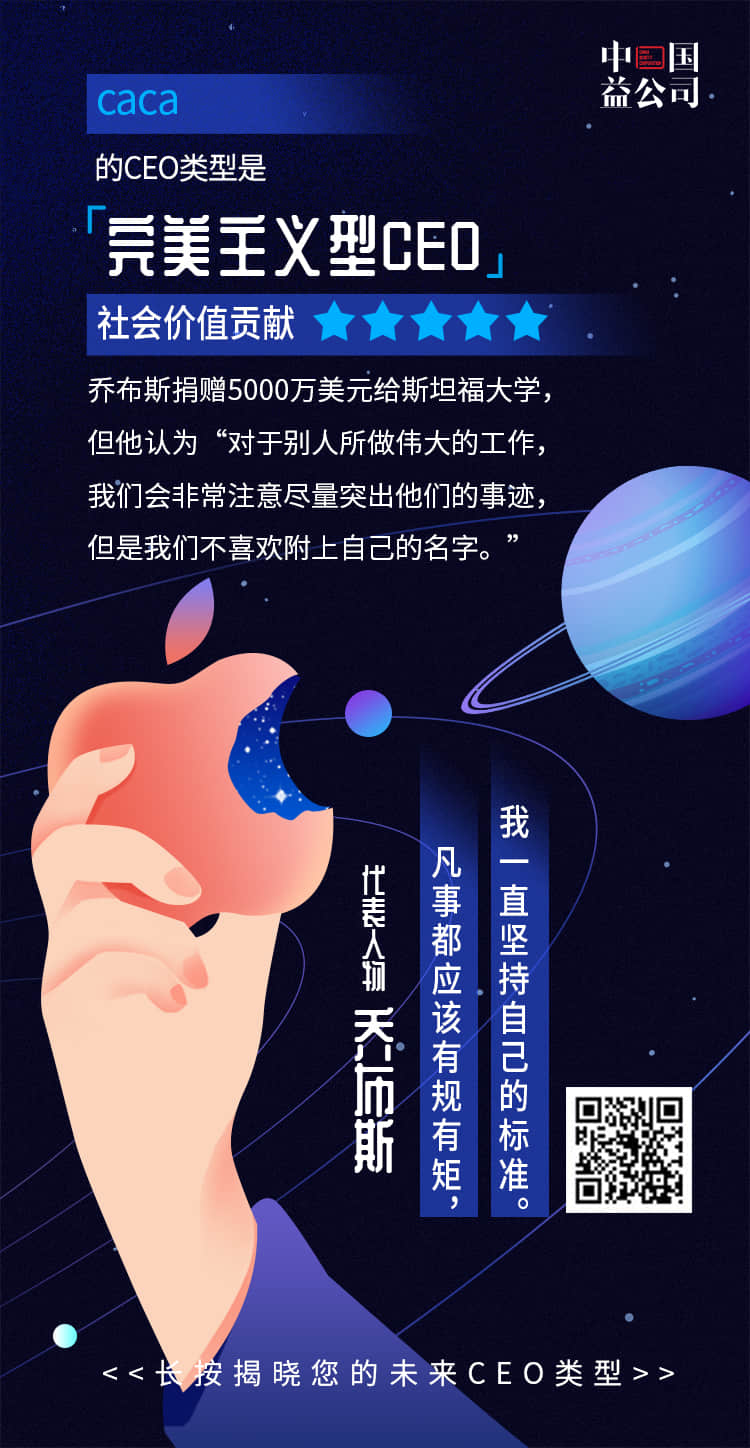 中国
益公司
caca
的CEO类型是
「完美主义型CEO」
社会价值贡献
乔布斯捐赠5000万美元给斯坦福大学，
但他认为“对于别人所做伟大的工作，
我们会非常注意尽量突出他们的事迹，
但是我们不喜欢附上自己的名字。”
代表人物 乔布斯
凡事都应该有规有矩，
我一直坚持自己的标准。
<<长按揭晓您的未来CEO类型>>